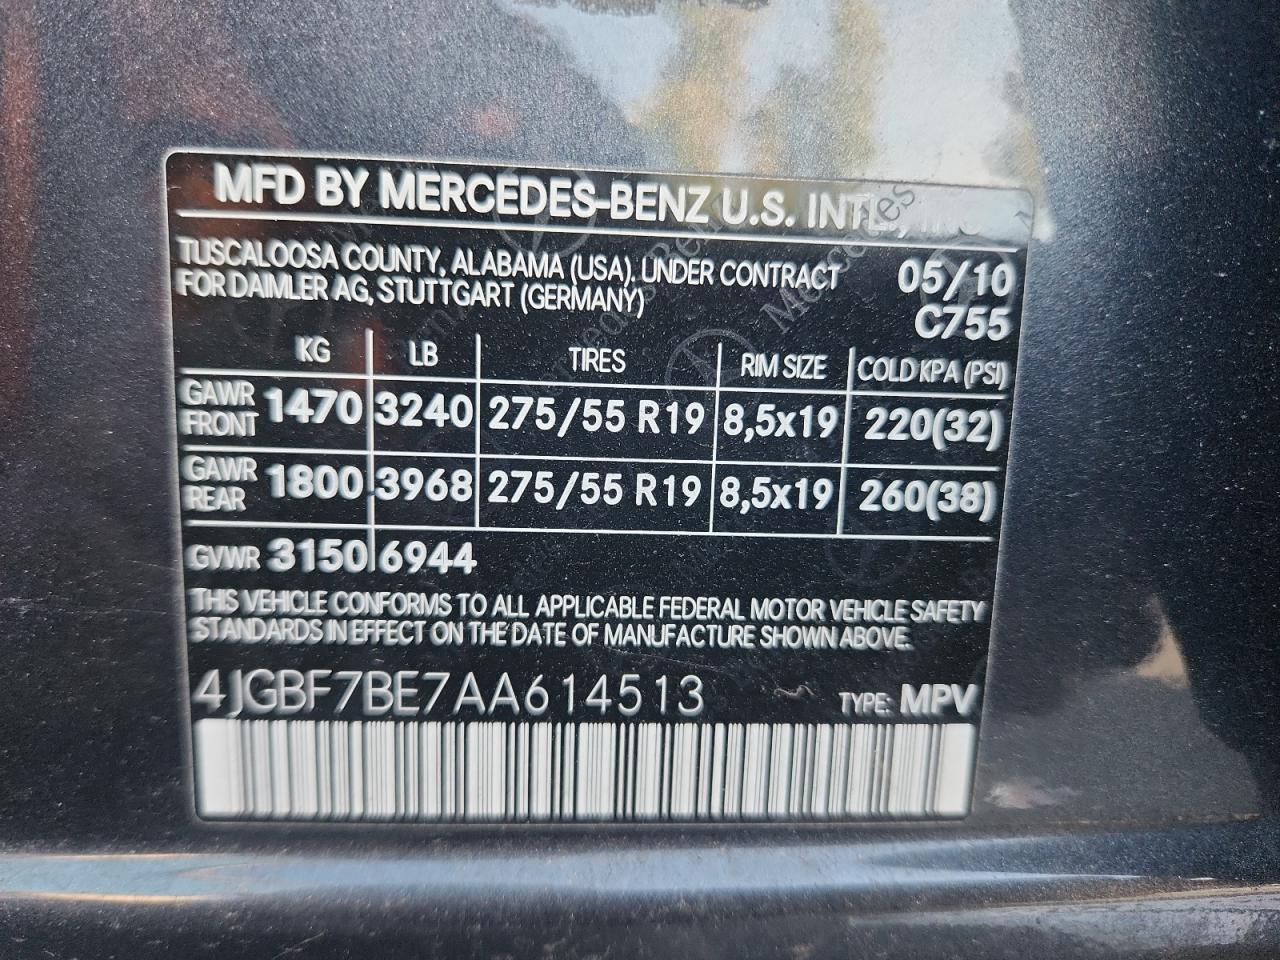 MFD BY MERCEDES-BENZ U.S. INTL., INC
TUSCALOOSA COUNTY, ALABAMA (USA). UNDER CONTRACT
FOR DAIMLER AG, STUTTGART (GERMANY)
05/10
C755
KG LB TIRES RIM SIZE COLD KPA (PSI)
GAWR FRONT 1470 3240 275/55 R19 8,5x19 220(32)
GAWR REAR 1800 3968 275/55 R19 8,5x19 260(38)
GVWR 3150 6944
THIS VEHICLE CONFORMS TO ALL APPLICABLE FEDERAL MOTOR VEHICLE SAFETY
STANDARDS IN EFFECT ON THE DATE OF MANUFACTURE SHOWN ABOVE.
4JGBF7BE7AA614513 TYPE: MPV